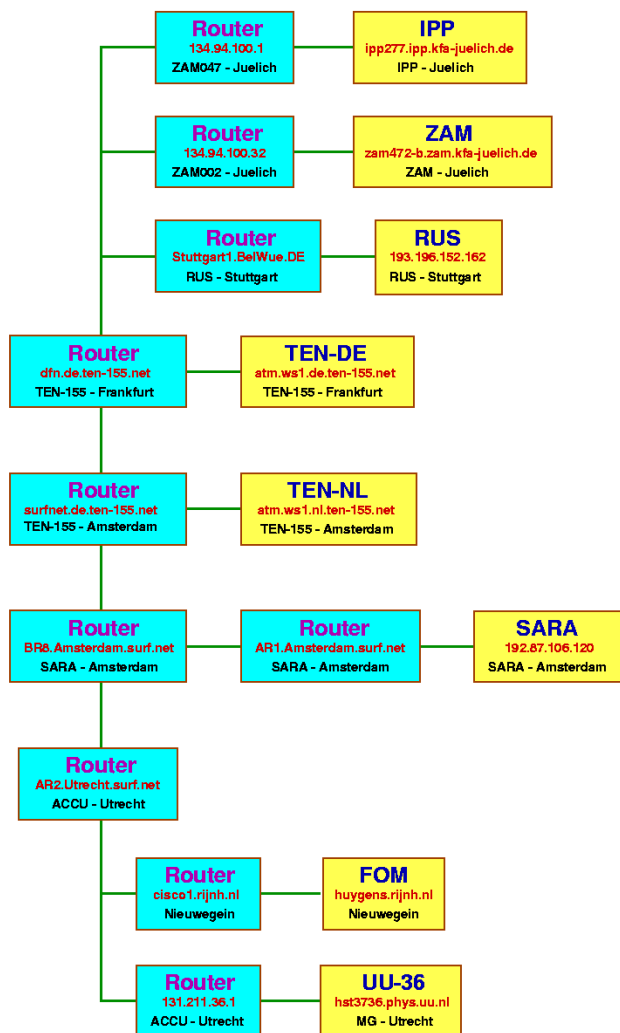 Router
134.94.100.1
ZAM047 - Juelich
IPP
ipp277.ipp.kfa-juelich.de
IPP - Juelich
Router
134.94.100.32
ZAM002 - Juelich
ZAM
zam472-b.zam.kfa-juelich.de
ZAM - Juelich
Router
Stuttgart1.BelWue.DE
RUS - Stuttgart
RUS
193.196.152.162
RUS - Stuttgart
Router
dfn.de.ten-155.net
TEN-155 - Frankfurt
TEN-DE
atm.ws1.de.ten-155.net
TEN-155 - Frankfurt
Router
surfnet.de.ten-155.net
TEN-155 - Amsterdam
TEN-NL
atm.ws1.nl.ten-155.net
TEN-155 - Amsterdam
Router
BR8.Amsterdam.surf.net
SARA - Amsterdam
Router
AR1.Amsterdam.surf.net
SARA - Amsterdam
SARA
192.87.106.120
SARA - Amsterdam
Router
AR2.Utrecht.surf.net
ACCU - Utrecht
Router
cisco1.rijnh.nl
Nieuwegein
FOM
huygens.rijnh.nl
Nieuwegein
Router
131.211.36.1
ACCU - Utrecht
UU-36
hst3736.phys.uu.nl
MG - Utrecht